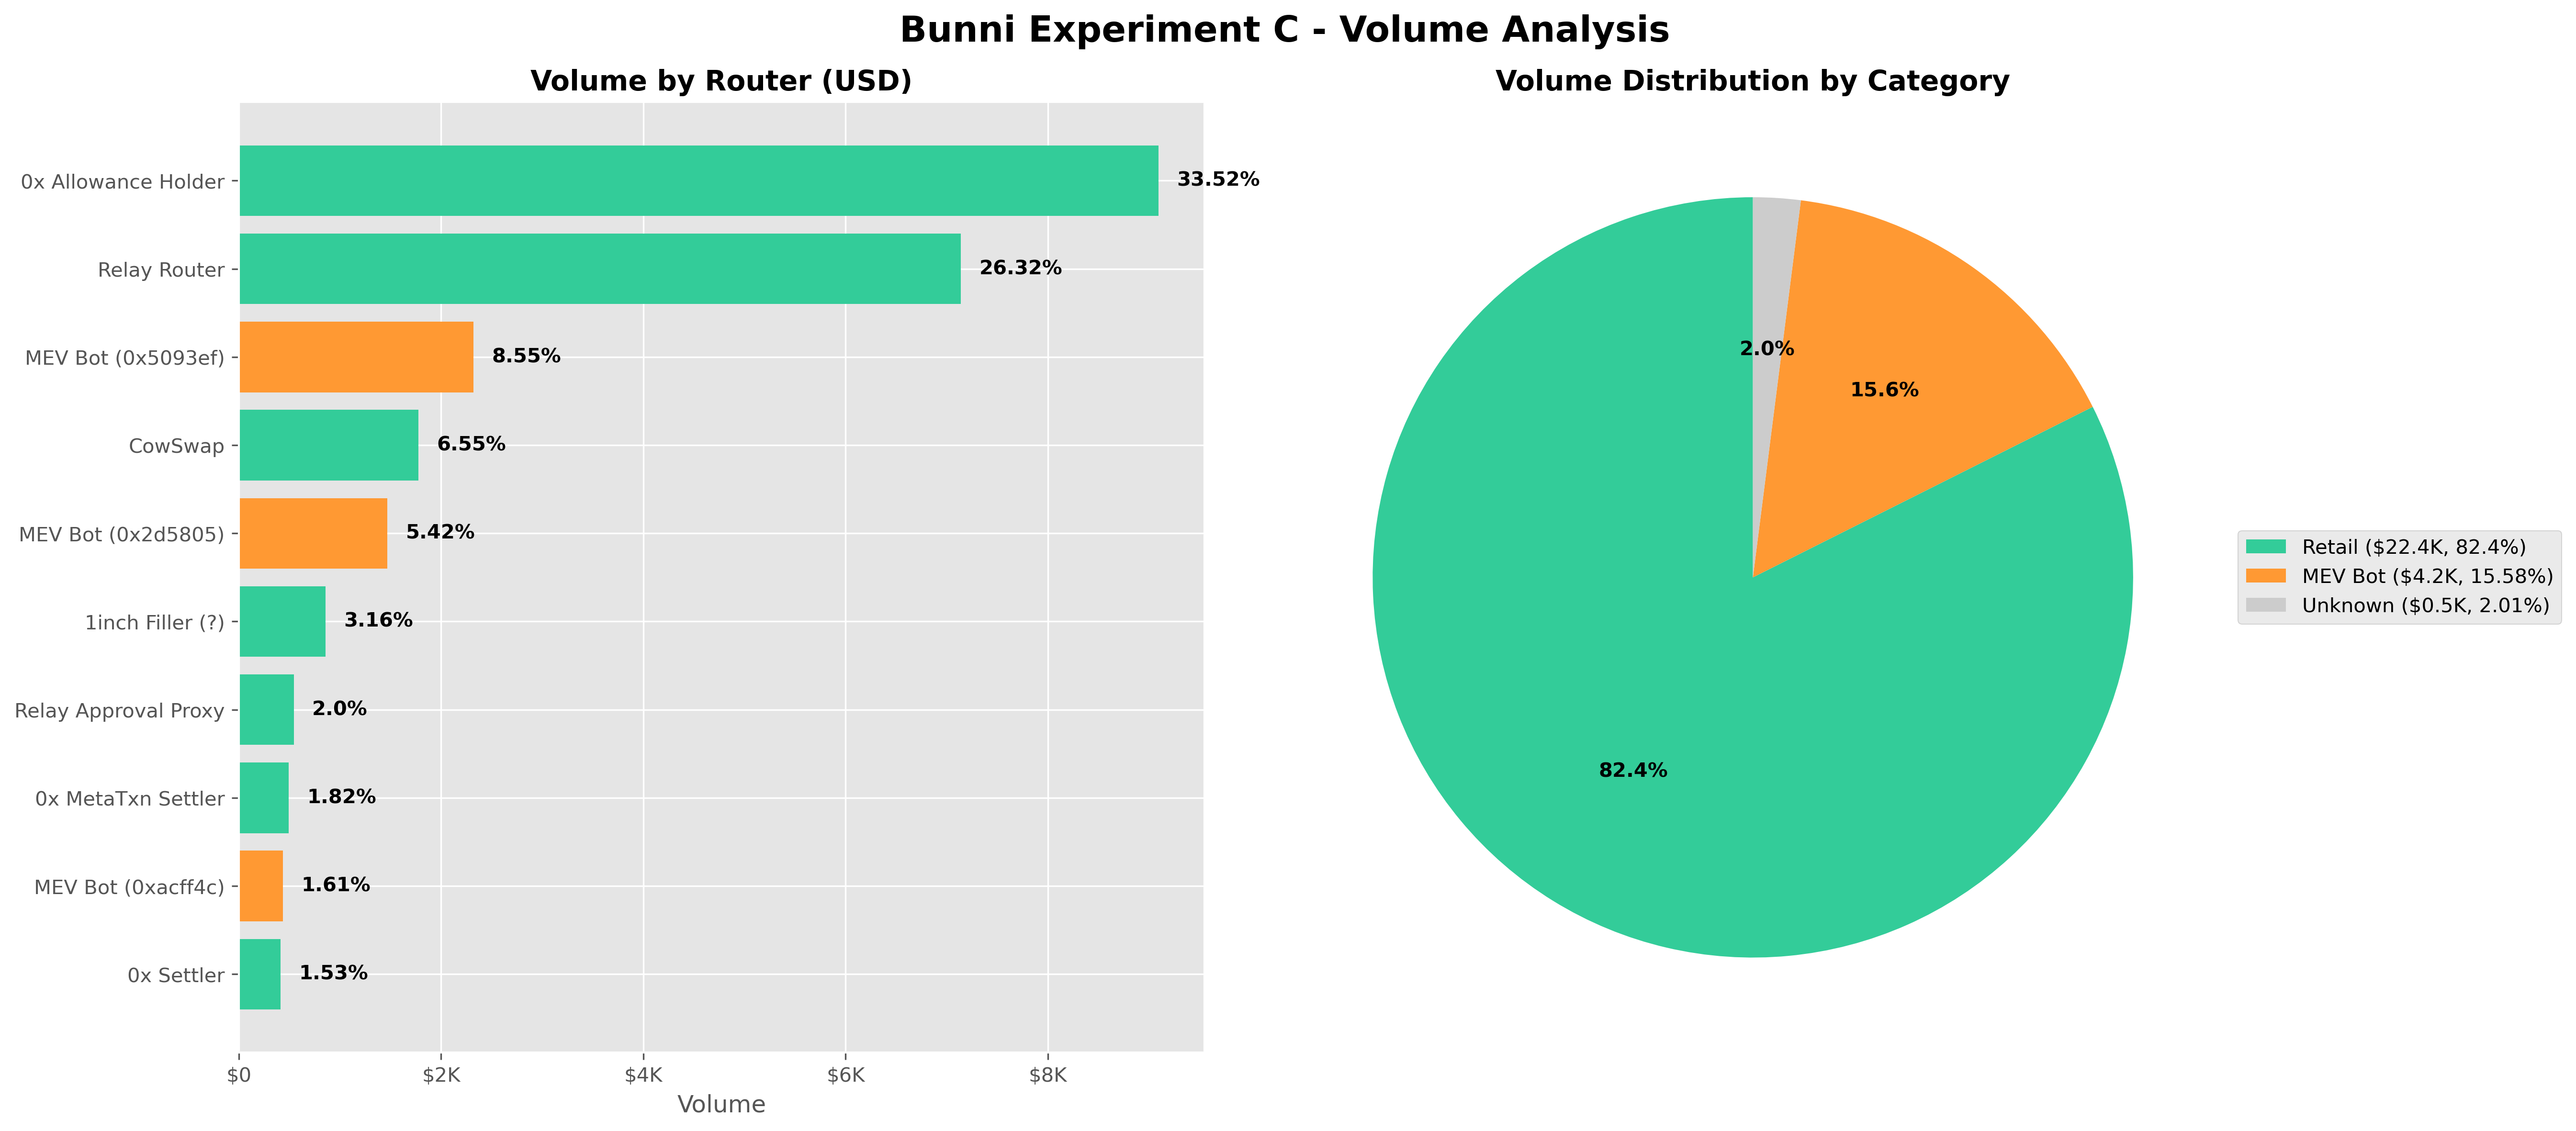 Bunni Experiment C - Volume Analysis
Volume by Router (USD)
0x Allowance Holder
33.52%
Relay Router
26.32%
MEV Bot (0x5093ef)
8.55%
CowSwap
6.55%
MEV Bot (0x2d5805)
5.42%
1inch Filler (?)
3.16%
Relay Approval Proxy
2.0%
0x MetaTxn Settler
1.82%
MEV Bot (0xacff4c)
1.61%
0x Settler
1.53%
$0
$2K
$4K
$6K
$8K
Volume
Volume Distribution by Category
2.0%
15.6%
82.4%
Retail ($22.4K, 82.4%)
MEV Bot ($4.2K, 15.58%)
Unknown ($0.5K, 2.01%)